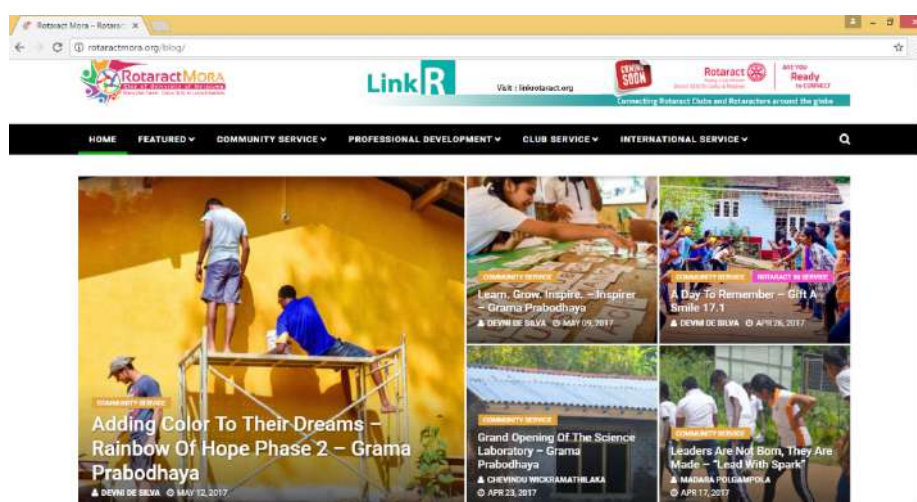 Rotaract Mora – Rotarac
rotaractmora.org/blog/
RotaractMORA
LinkR
Visit : linkrotaract.org
COMING SOON
Rotaract
ARE YOU
Ready
to CONNECT
Connecting Rotaract Clubs and Rotaractors around the globe
HOME FEATURED COMMUNITY SERVICE PROFESSIONAL DEVELOPMENT CLUB SERVICE INTERNATIONAL SERVICE
COMMUNITY SERVICE
Adding Color To Their Dreams –
Rainbow Of Hope Phase 2 – Grama
Prabodhaya
DEVNI DE SILVA MAY 12, 2017
COMMUNITY SERVICE
Learn. Grow. Inspire. – Inspirer
– Grama Prabodhaya
DEVNI DE SILVA MAY 09, 2017
COMMUNITY SERVICE ROTARACT IN SERVICE
A Day To Remember – Gift A
Smile 17.1
DEVNI DE SILVA APR 26, 2017
COMMUNITY SERVICE
Grand Opening Of The Science
Laboratory – Grama
Prabodhaya
CHEVINDU WICKRAMATHILAKA
APR 23, 2017
COMMUNITY SERVICE
Leaders Are Not Born, They Are
Made – "Lead With Spark"
MADARA POLGAMPOLA
APR 17, 2017